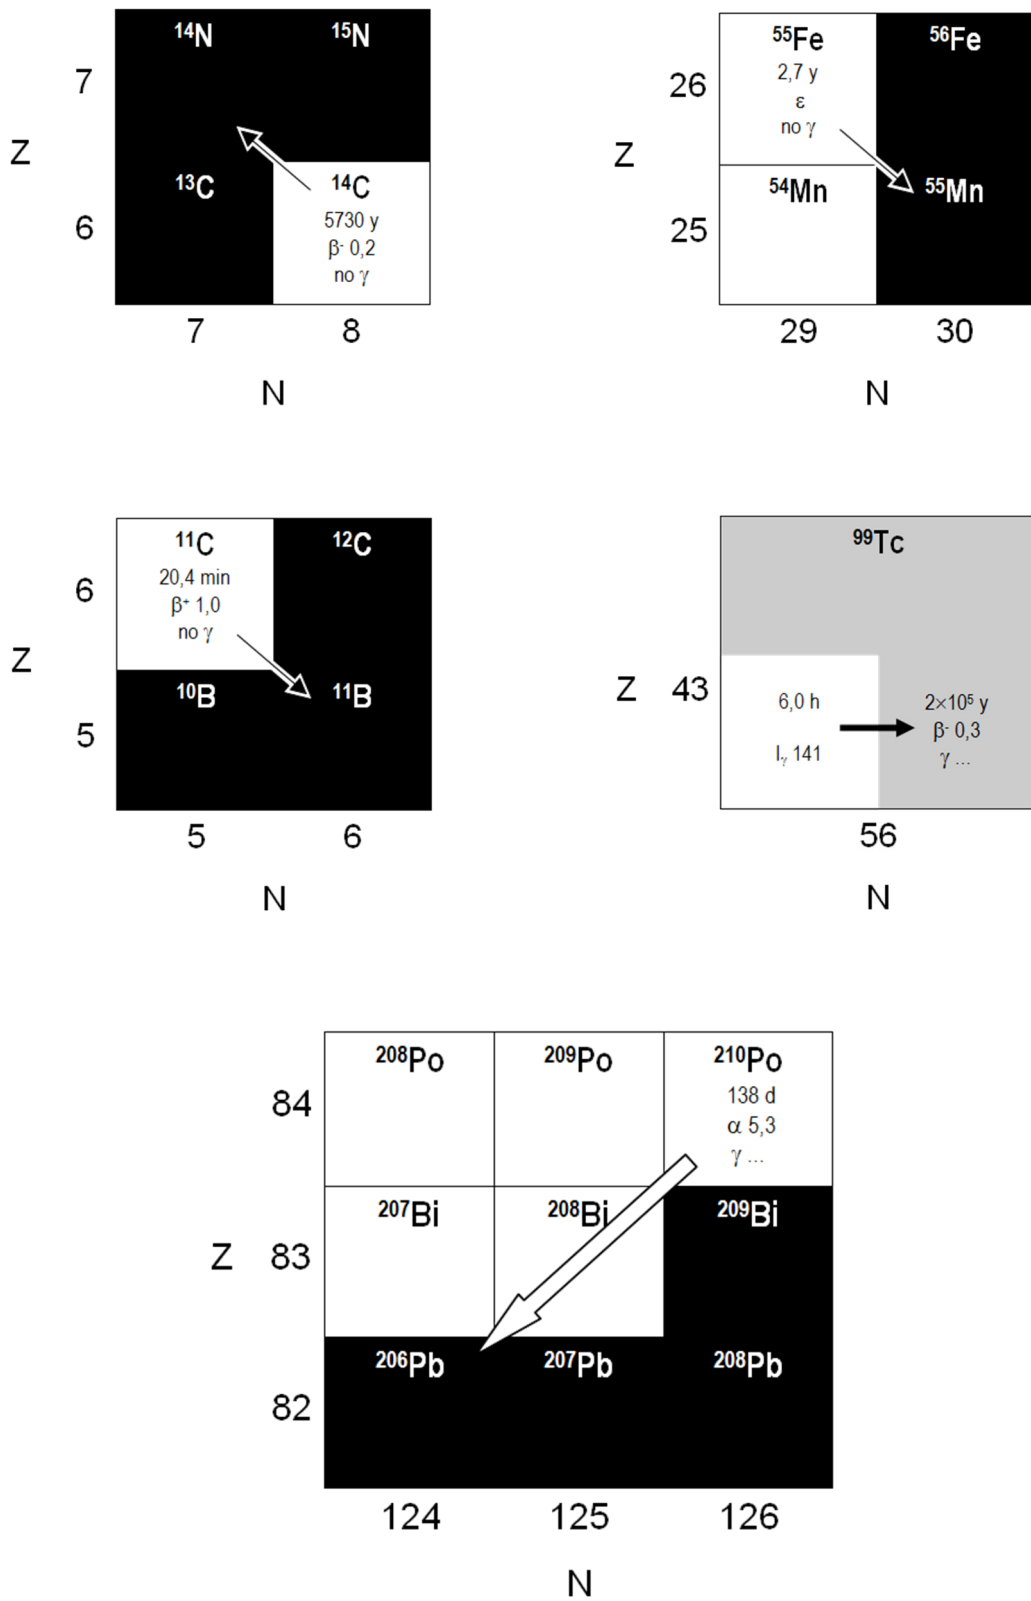 ¹⁴N ¹⁵N
7
Z
¹³C ¹⁴C
6
5730 y
β⁻ 0,2
no γ
7 8
N
⁵⁵Fe ⁵⁶Fe
26
2,7 y
ε
no γ
Z
⁵⁴Mn ⁵⁵Mn
25
29 30
N
¹¹C ¹²C
6
20,4 min
β⁺ 1,0
no γ
Z
¹⁰B ¹¹B
5
5 6
N
⁹⁹Tc
Z 43
6,0 h
Iᵧ 141
2×10⁵ y
β⁻ 0,3
γ ...
56
N
²⁰⁸Po ²⁰⁹Po ²¹⁰Po
84
138 d
α 5,3
γ ...
²⁰⁷Bi ²⁰⁸Bi ²⁰⁹Bi
Z 83
²⁰⁶Pb ²⁰⁷Pb ²⁰⁸Pb
82
124 125 126
N